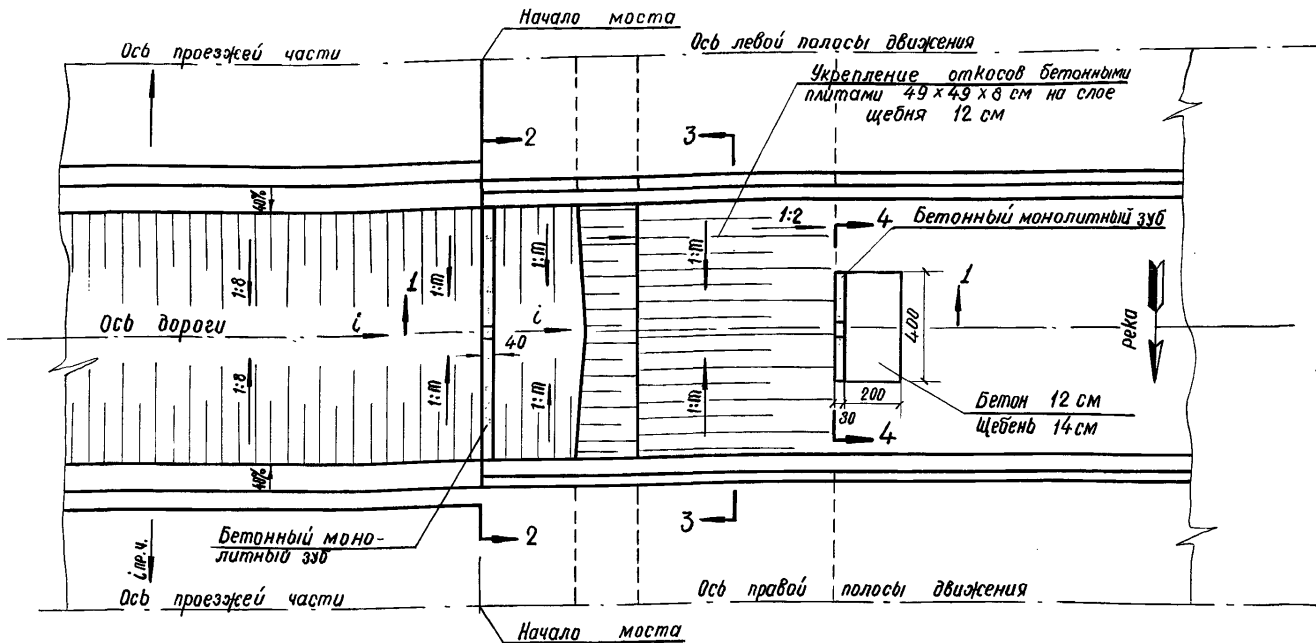 Начало моста
Ось проезжей части
Ось левой полосы движения
Укрепление откосов бетонными
плитами 49 × 49 × 8 см на слое
щебня 12 см
2
3
40‰
1:2
4
Бетонный монолитный зуб
1:8
1:m
1:m
1:m
1
1
Ось дороги
i
i
40
400
река
1:8
1:m
1:m
1:m
200
30
Бетон 12 см
Щебень 14 см
4
40‰
3
2
Бетонный моно-
литный зуб
i пр.ч.
Ось проезжей части
Ось правой полосы движения
Начало моста